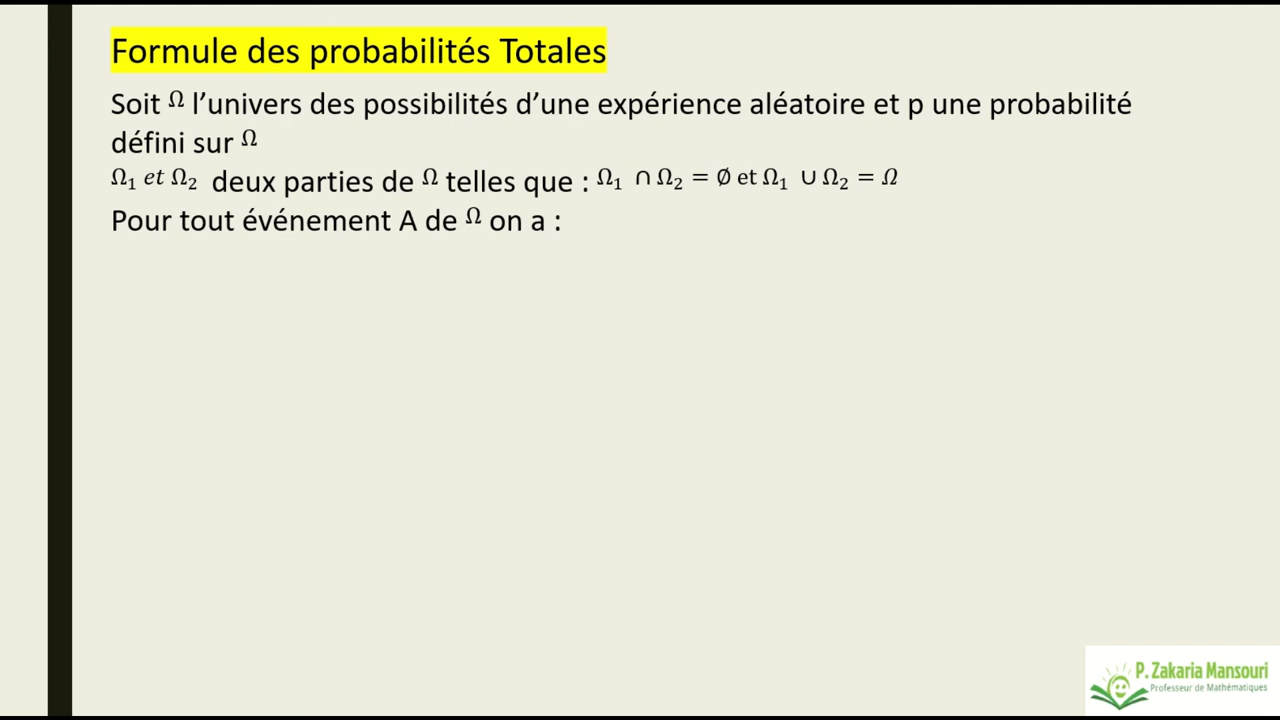 Formule des probabilités Totales
Soit Ω l’univers des possibilités d’une expérience aléatoire et p une probabilité
défini sur Ω
Ω₁ et Ω₂ deux parties de Ω telles que : Ω₁ ∩ Ω₂ = ∅ et Ω₁ ∪ Ω₂ = Ω
Pour tout événement A de Ω on a :
P. Zakaria Mansouri
Professeur de Mathématiques